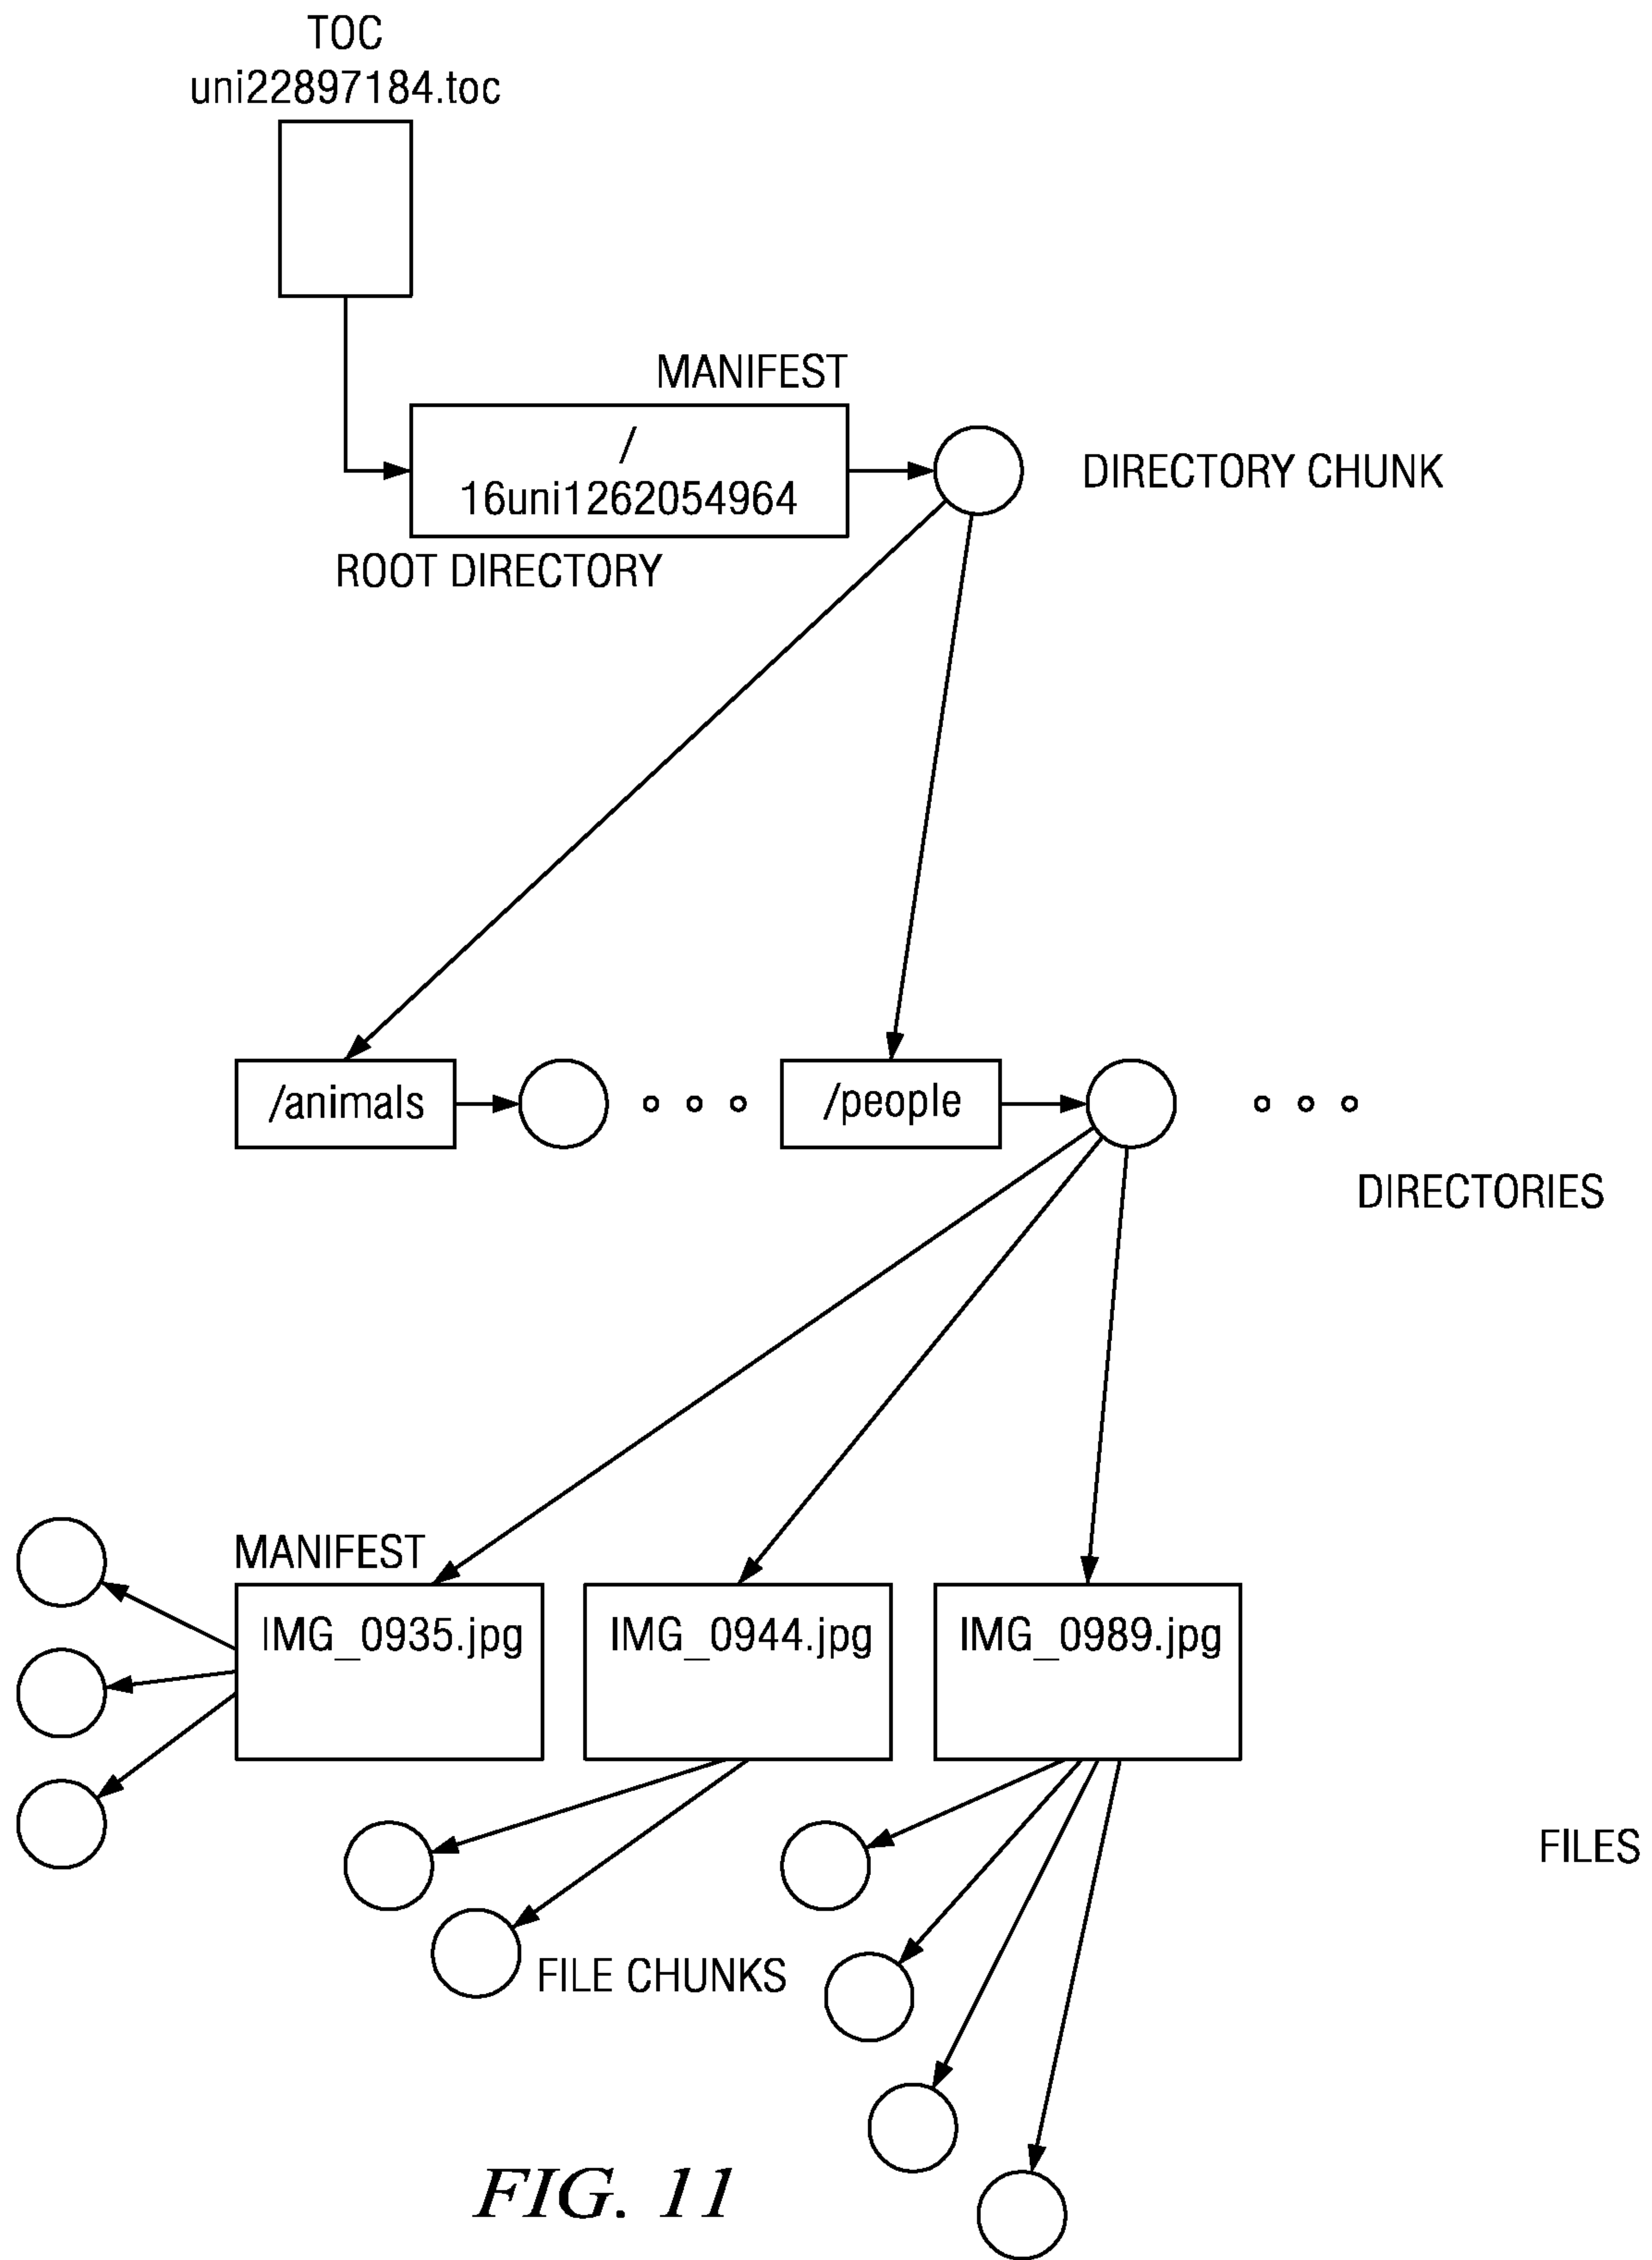 TOC
uni22897184.toc
MANIFEST
/
16uni1262054964
DIRECTORY CHUNK
ROOT DIRECTORY
/animals
/people
DIRECTORIES
MANIFEST
IMG_0935.jpg
IMG_0944.jpg
IMG_0989.jpg
FILES
FILE CHUNKS
FIG. 11